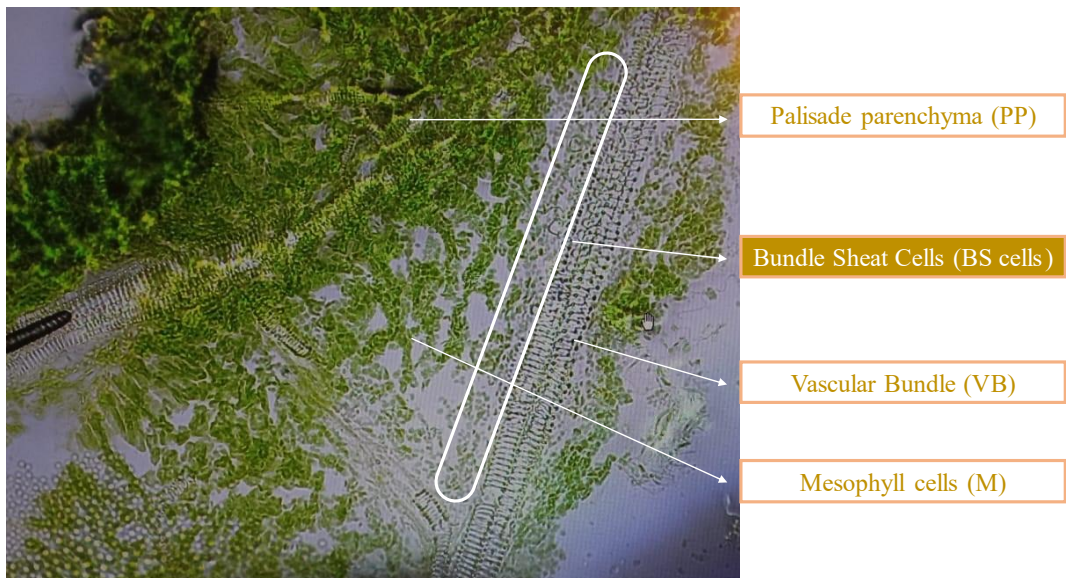 Palisade parenchyma (PP)
Bundle Sheat Cells (BS cells)
Vascular Bundle (VB)
Mesophyll cells (M)